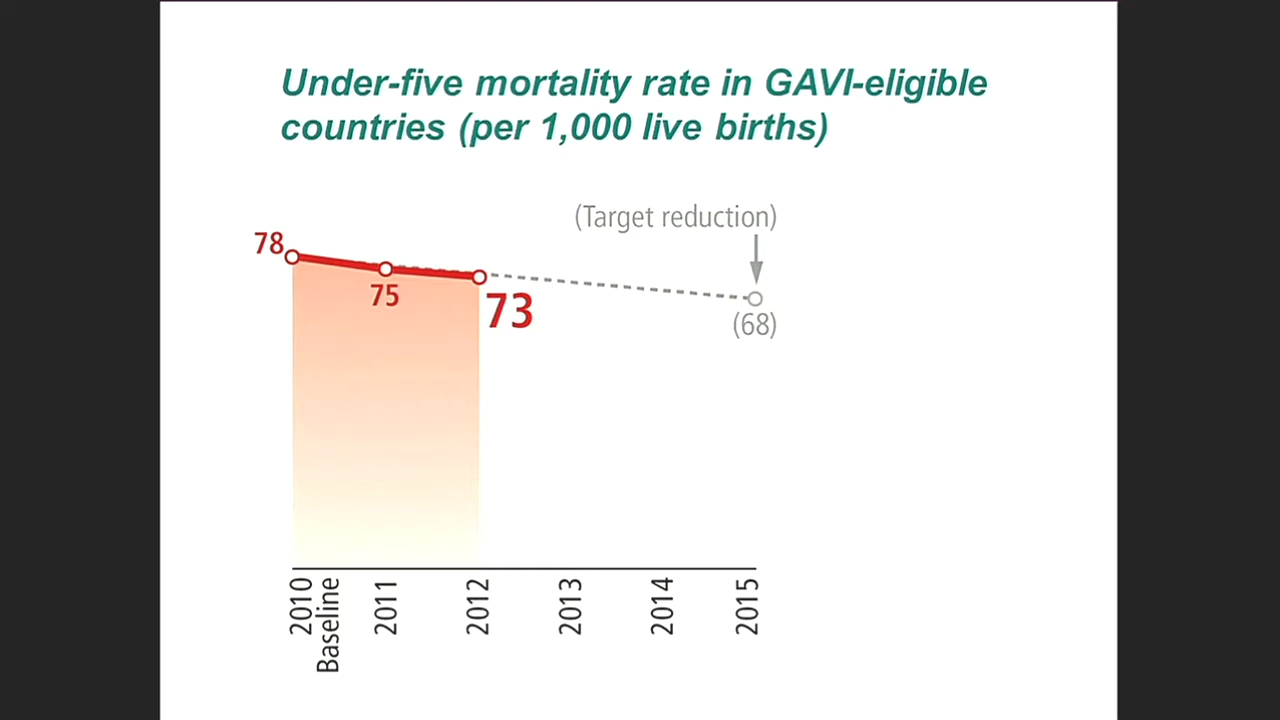 Under-five mortality rate in GAVI-eligible
countries (per 1,000 live births)
(Target reduction)
78
75
73
(68)
2010
Baseline
2011
2012
2013
2014
2015